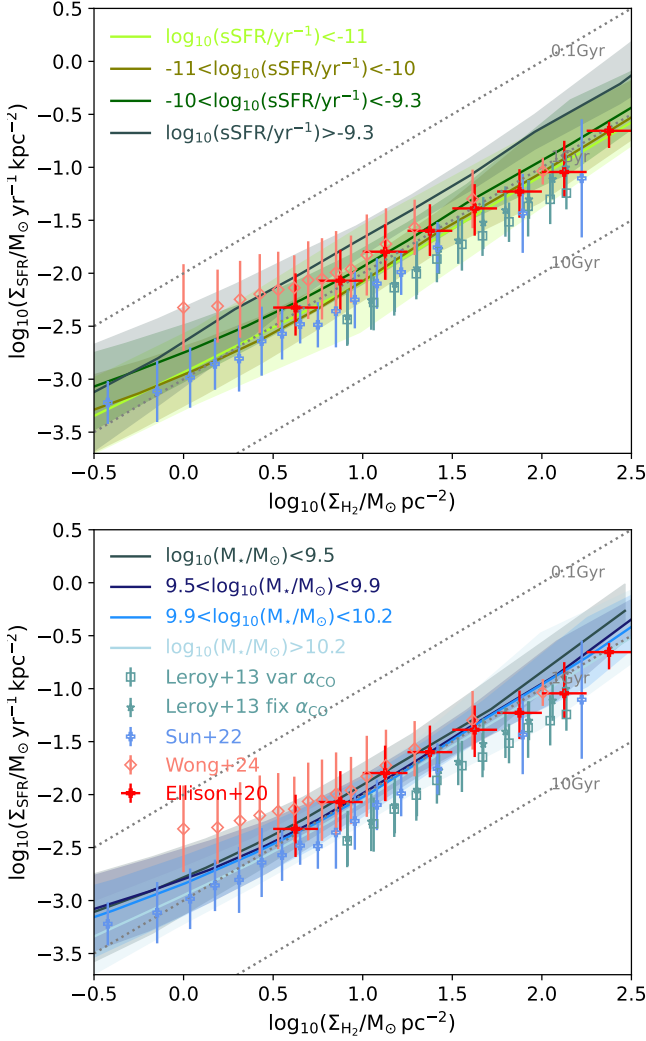 0.5
0.0
−0.5
−1.0
−1.5
−2.0
−2.5
−3.0
−3.5
log₁₀(Σ_SFR/M⊙ yr⁻¹ kpc⁻²)
log₁₀(sSFR/yr⁻¹)<-11
-11<log₁₀(sSFR/yr⁻¹)<-10
-10<log₁₀(sSFR/yr⁻¹)<-9.3
log₁₀(sSFR/yr⁻¹)>-9.3
0.1Gyr
1Gyr
10Gyr
−0.5 0.0 0.5 1.0 1.5 2.0 2.5
log₁₀(Σ_H₂/M⊙ pc⁻²)
0.5
0.0
−0.5
−1.0
−1.5
−2.0
−2.5
−3.0
−3.5
log₁₀(Σ_SFR/M⊙ yr⁻¹ kpc⁻²)
log₁₀(M⋆/M⊙)<9.5
9.5<log₁₀(M⋆/M⊙)<9.9
9.9<log₁₀(M⋆/M⊙)<10.2
log₁₀(M⋆/M⊙)>10.2
Leroy+13 var α_CO
Leroy+13 fix α_CO
Sun+22
Wong+24
Ellison+20
0.1Gyr
1Gyr
10Gyr
−0.5 0.0 0.5 1.0 1.5 2.0 2.5
log₁₀(Σ_H₂/M⊙ pc⁻²)